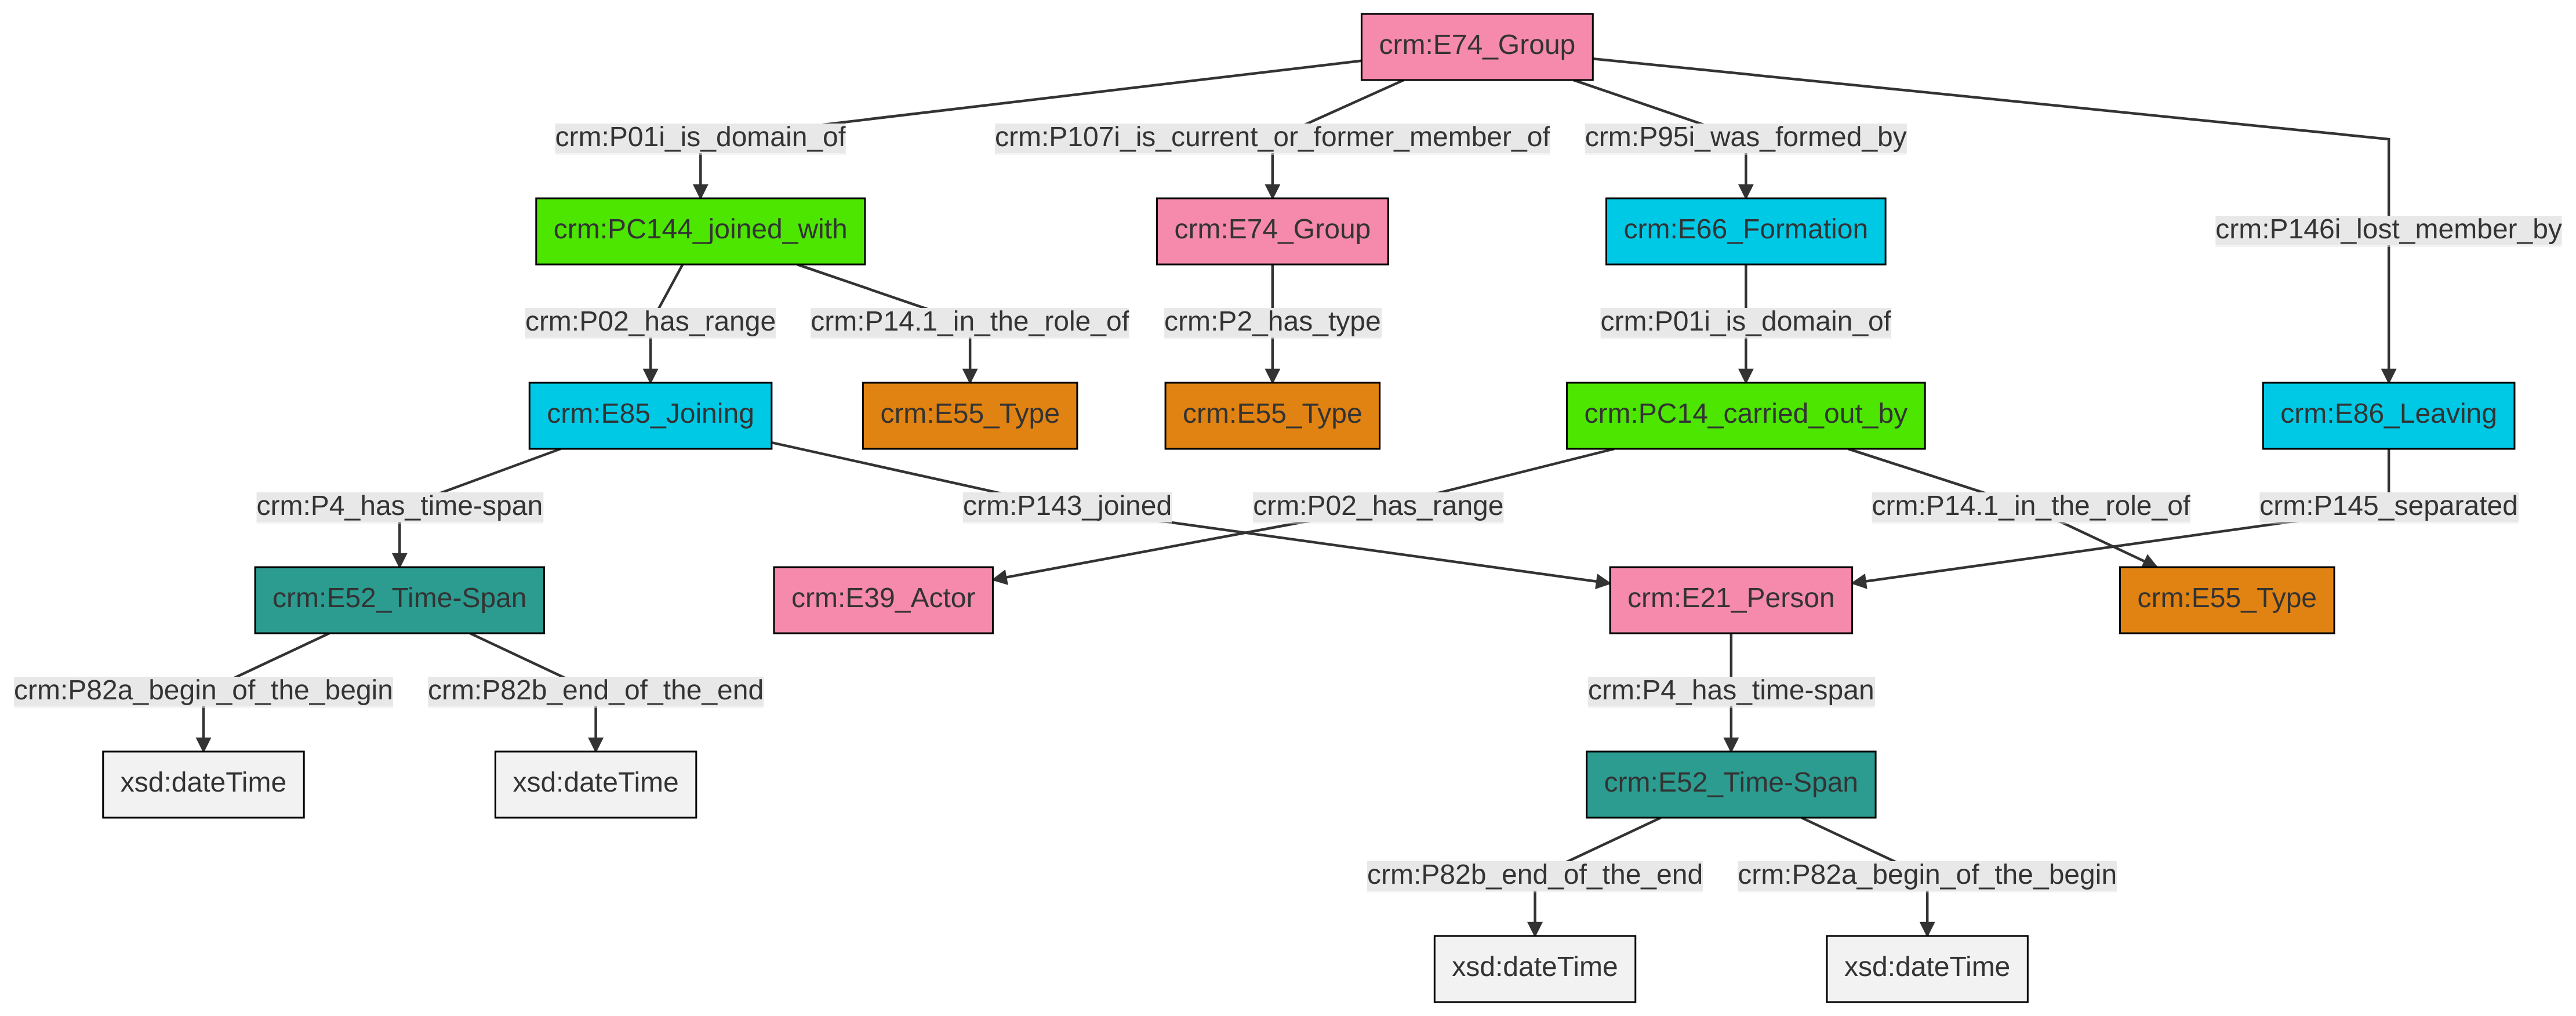 crm:E74_Group
crm:P01i_is_domain_of
crm:P107i_is_current_or_former_member_of
crm:P95i_was_formed_by
crm:PC144_joined_with
crm:E74_Group
crm:E66_Formation
crm:P146i_lost_member_by
crm:P02_has_range
crm:P14.1_in_the_role_of
crm:P2_has_type
crm:P01i_is_domain_of
crm:E85_Joining
crm:E55_Type
crm:E55_Type
crm:PC14_carried_out_by
crm:E86_Leaving
crm:P4_has_time-span
crm:P143_joined
crm:P02_has_range
crm:P14.1_in_the_role_of
crm:P145_separated
crm:E52_Time-Span
crm:E39_Actor
crm:E21_Person
crm:E55_Type
crm:P82a_begin_of_the_begin
crm:P82b_end_of_the_end
crm:P4_has_time-span
xsd:dateTime
xsd:dateTime
crm:E52_Time-Span
crm:P82b_end_of_the_end
crm:P82a_begin_of_the_begin
xsd:dateTime
xsd:dateTime